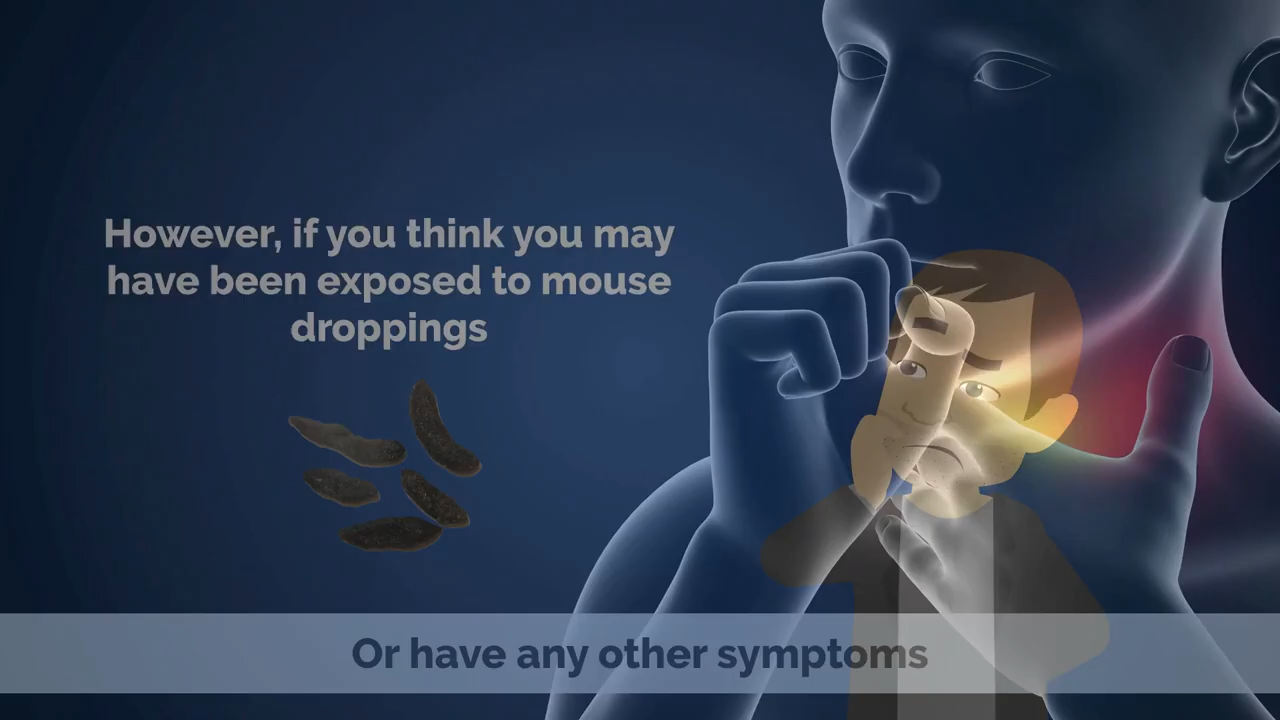 However, if you think you may
have been exposed to mouse
droppings
Or have any other symptoms